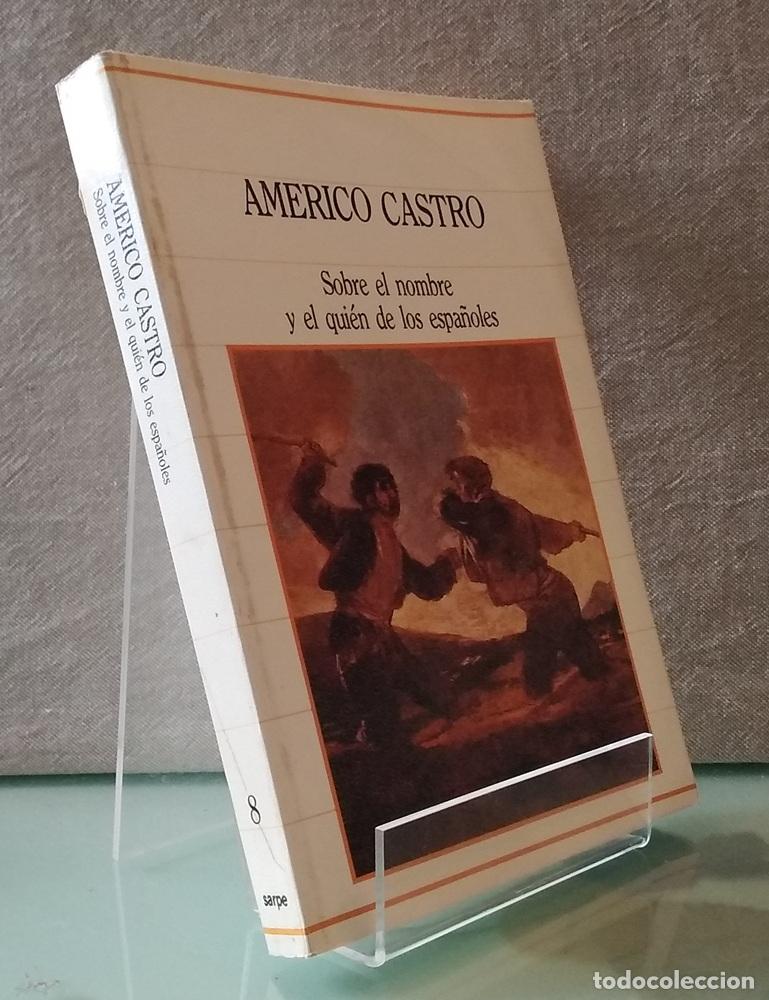 AMERICO CASTRO
Sobre el nombre
y el quién de los españoles
AMERICO CASTRO
Sobre el nombre y el quién de los españoles
8
sarpe
todocoleccion